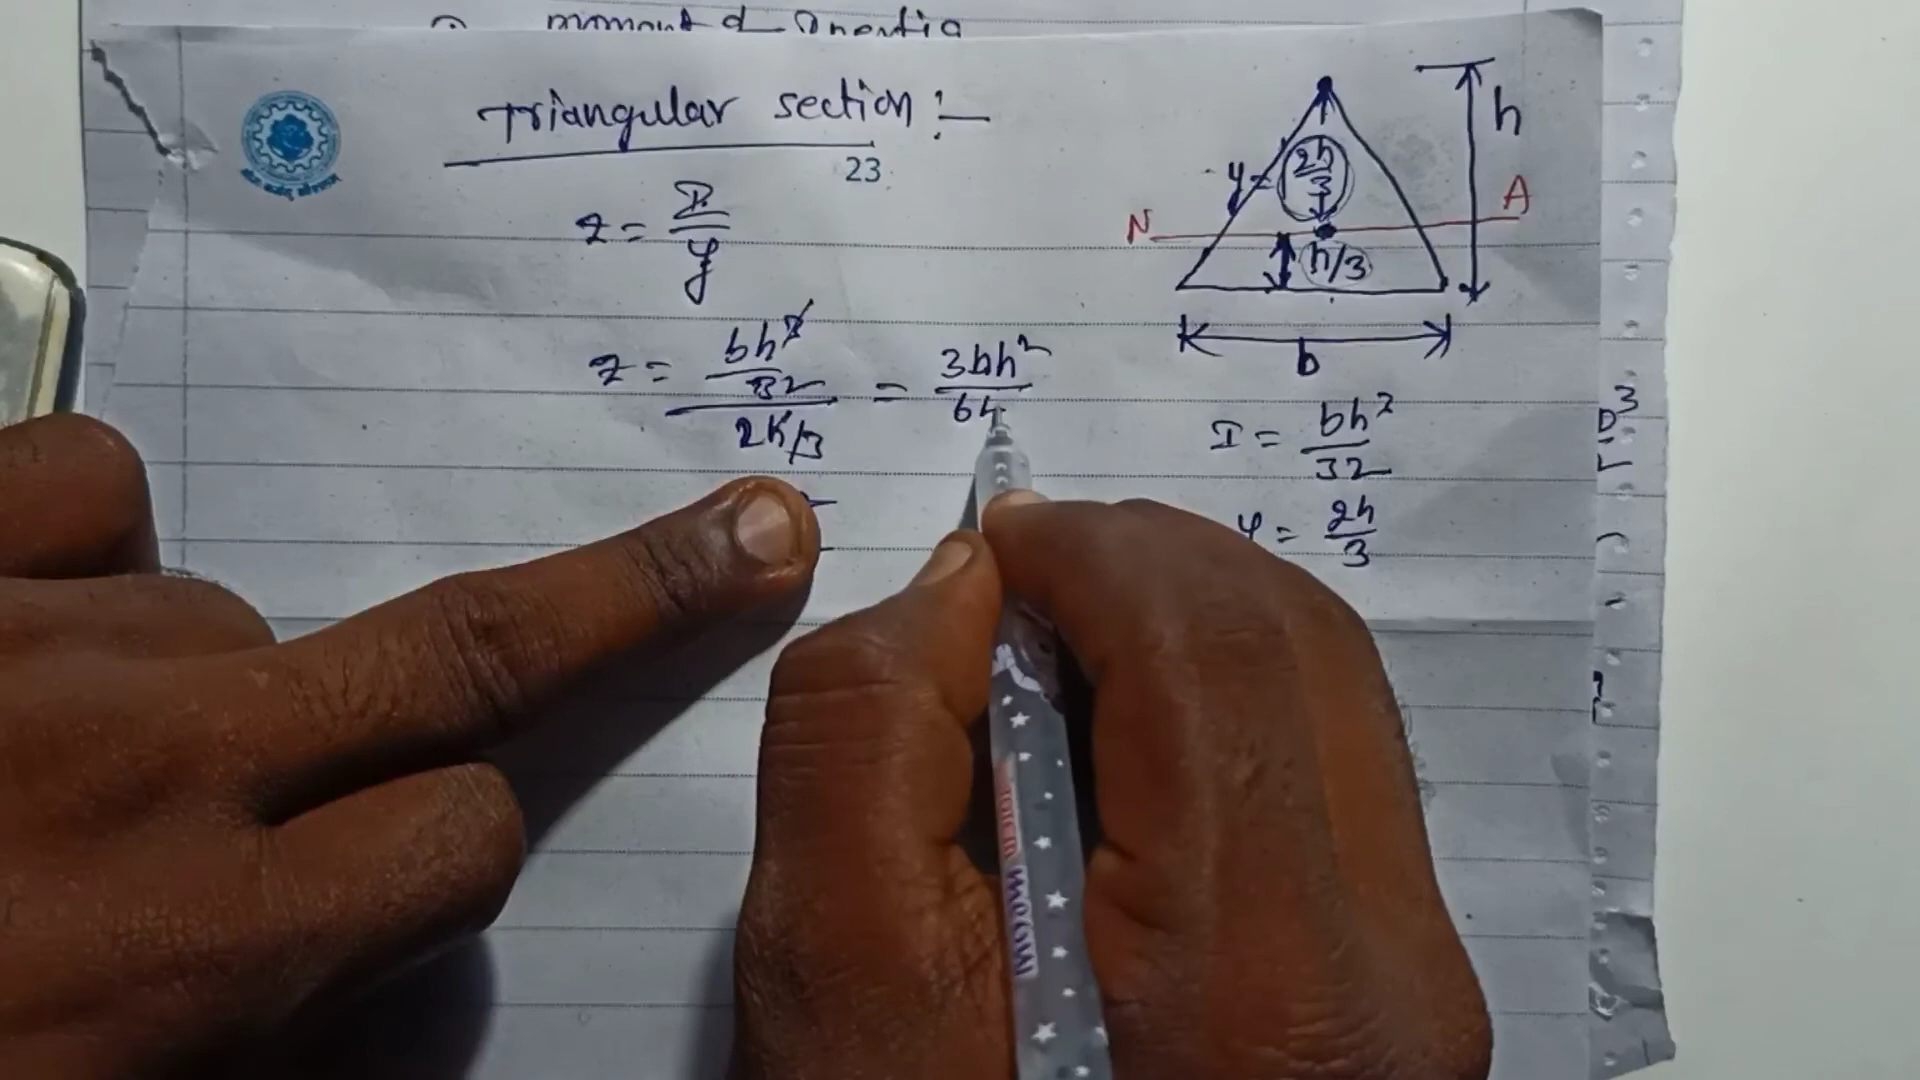 moment of Inertia
Triangular section :-
23
h
y = 2h/3
N A
h/3
b
z = I/y
z = bh³/32 / 2h/3 = 3bh²/64
I = bh³/32
y = 2h/3